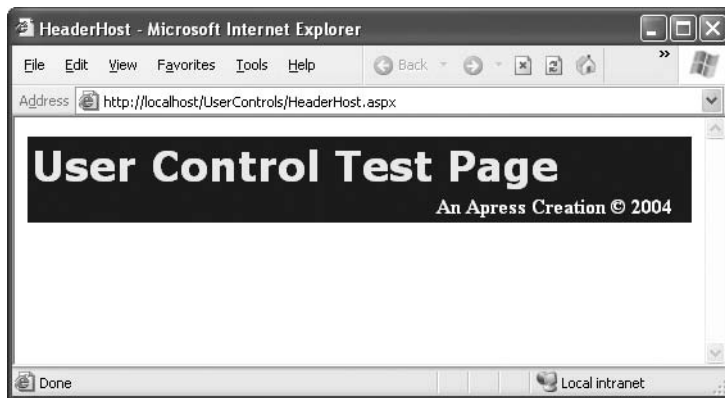 HeaderHost - Microsoft Internet Explorer
File Edit View Favorites Tools Help Back »
Address http://localhost/UserControls/HeaderHost.aspx
User Control Test Page
An Apress Creation © 2004
Done Local intranet